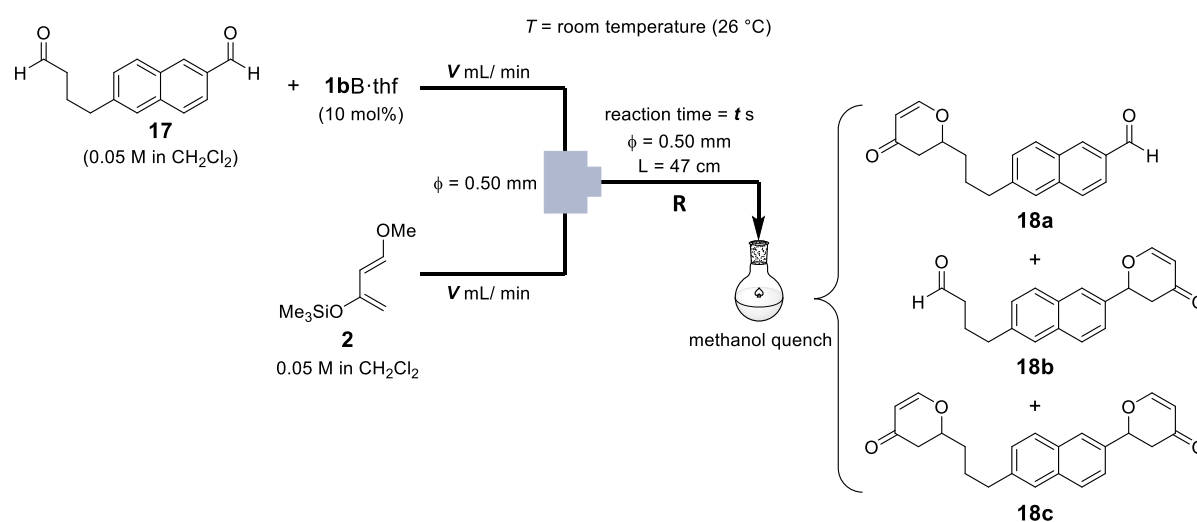 T = room temperature (26 °C)
O
H
O
H
17
(0.05 M in CH₂Cl₂)
+
1bB·thf
(10 mol%)
V mL/ min
ϕ = 0.50 mm
reaction time = t s
ϕ = 0.50 mm
L = 47 cm
R
OMe
Me₃SiO
2
0.05 M in CH₂Cl₂
V mL/ min
methanol quench
O
O
O
H
18a
+
O
H
O
O
18b
+
O
O
O
O
18c